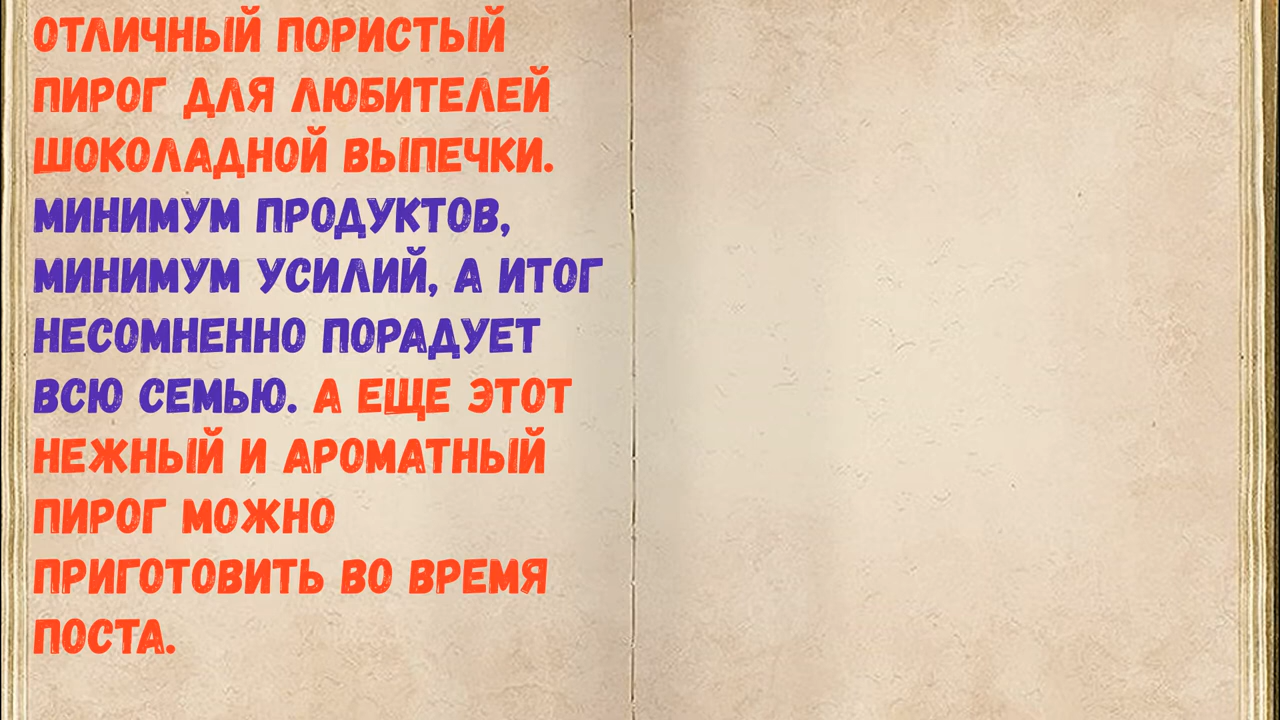 ОТЛИЧНЫЙ ПОРИСТЫЙ
ПИРОГ ДЛЯ ЛЮБИТЕЛЕЙ
ШОКОЛАДНОЙ ВЫПЕЧКИ.
МИНИМУМ ПРОДУКТОВ,
МИНИМУМ УСИЛИЙ, А ИТОГ
НЕСОМНЕННО ПОРАДУЕТ
ВСЮ СЕМЬЮ. А ЕЩЕ ЭТОТ
НЕЖНЫЙ И АРОМАТНЫЙ
ПИРОГ МОЖНО
ПРИГОТОВИТЬ ВО ВРЕМЯ
ПОСТА.